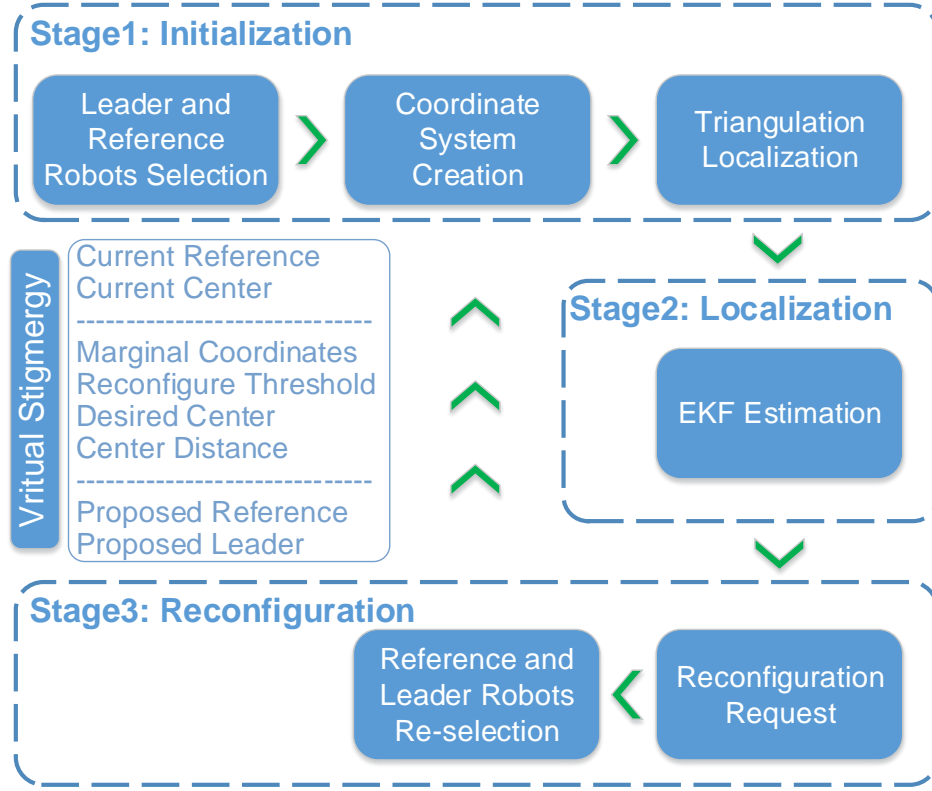 Stage1: Initialization
Leader and
Reference
Robots Selection
Coordinate
System
Creation
Triangulation
Localization
Vritual Stigmergy
Current Reference
Current Center
-------------------------------
Marginal Coordinates
Reconfigure Threshold
Desired Center
Center Distance
-------------------------------
Proposed Reference
Proposed Leader
Stage2: Localization
EKF Estimation
Stage3: Reconfiguration
Reference and
Leader Robots
Re-selection
Reconfiguration
Request